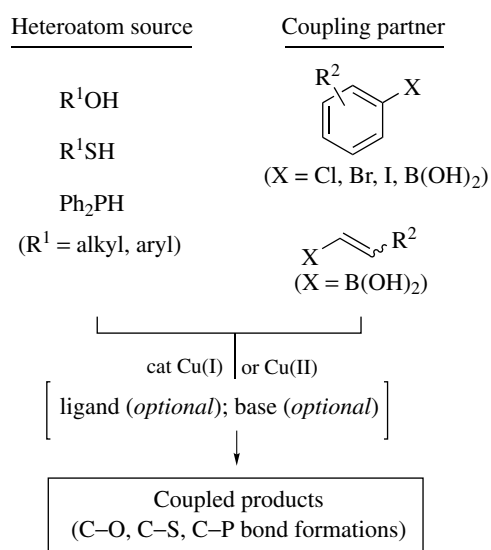 Heteroatom source
Coupling partner
R¹OH
R¹SH
Ph₂PH
(R¹ = alkyl, aryl)
R²
X
(X = Cl, Br, I, B(OH)₂)
X
R²
(X = B(OH)₂)
cat Cu(I) or Cu(II)
ligand (optional); base (optional)
Coupled products
(C–O, C–S, C–P bond formations)